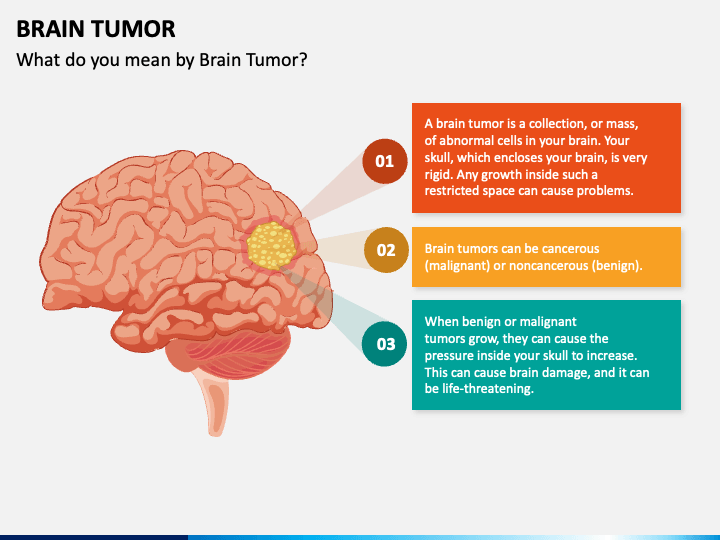 BRAIN TUMOR
What do you mean by Brain Tumor?
01
A brain tumor is a collection, or mass,
of abnormal cells in your brain. Your
skull, which encloses your brain, is very
rigid. Any growth inside such a
restricted space can cause problems.
02
Brain tumors can be cancerous
(malignant) or noncancerous (benign).
03
When benign or malignant
tumors grow, they can cause the
pressure inside your skull to increase.
This can cause brain damage, and it can
be life-threatening.